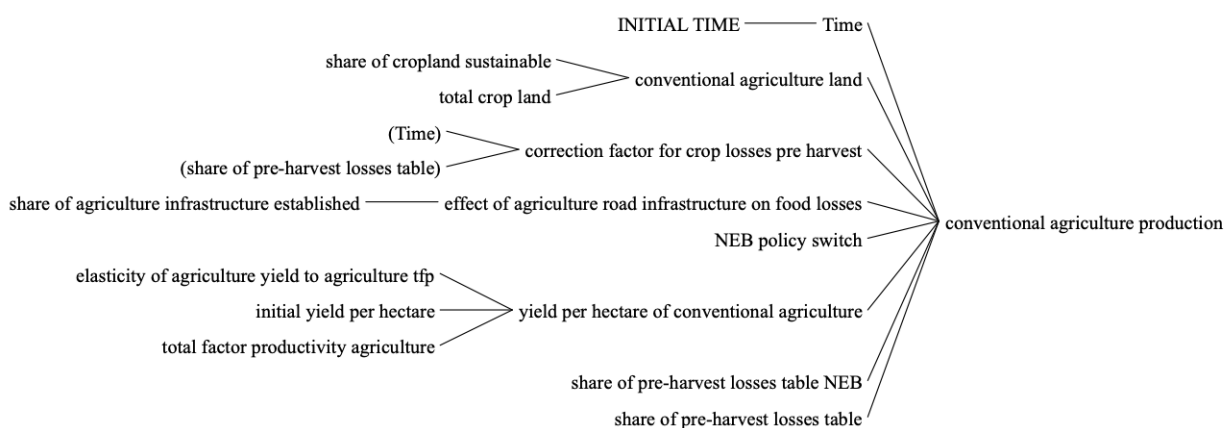 INITIAL TIME Time
share of cropland sustainable
conventional agriculture land
total crop land
(Time)
correction factor for crop losses pre harvest
(share of pre-harvest losses table)
share of agriculture infrastructure established effect of agriculture road infrastructure on food losses
conventional agriculture production
NEB policy switch
elasticity of agriculture yield to agriculture tfp
initial yield per hectare yield per hectare of conventional agriculture
total factor productivity agriculture
share of pre-harvest losses table NEB
share of pre-harvest losses table